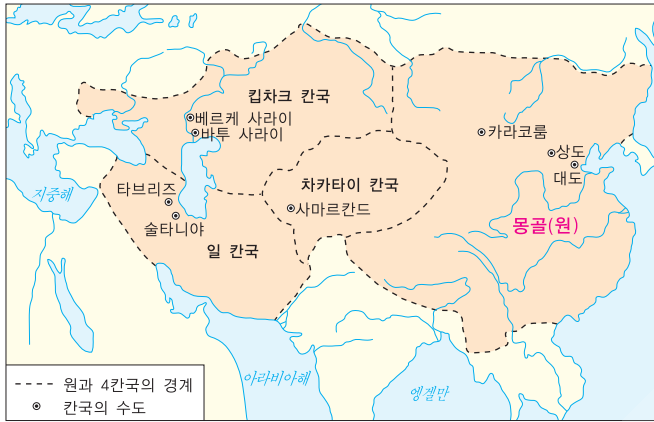 킵차크 칸국
베르케 사라이
바투 사라이
카라코룸
상도
대도
차카타이 칸국
타브리즈
지중해
사마르칸드
술타니야
몽골(원)
일 칸국
아라비아해
엥겔만
원과 4칸국의 경계
칸국의 수도